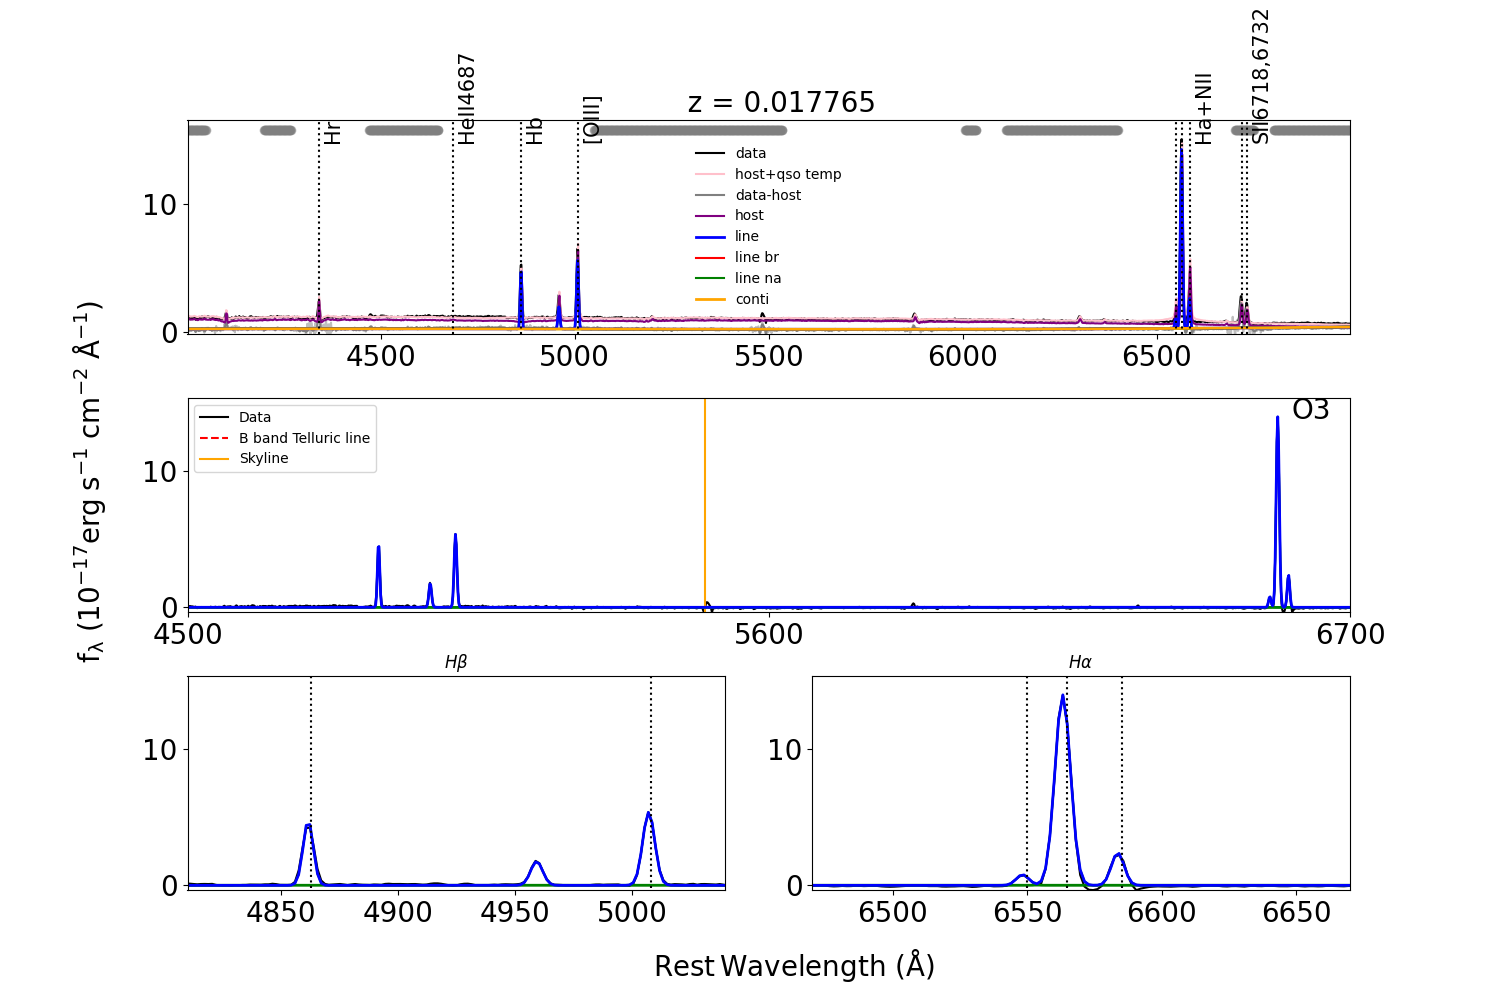 z = 0.017765
Hr
HeII4687
Hb
[OIII]
Ha+NII
SII6718,6732
data
host+qso temp
data-host
host
line
line br
line na
conti
10
0
4500 5000 5500 6000 6500
fλ (10⁻¹⁷erg s⁻¹ cm⁻² Å⁻¹)
Data
B band Telluric line
Skyline
O3
10
0
4500 5600 6700
Hβ
10
0
4850 4900 4950 5000
Hα
10
0
6500 6550 6600 6650
Rest Wavelength (Å)